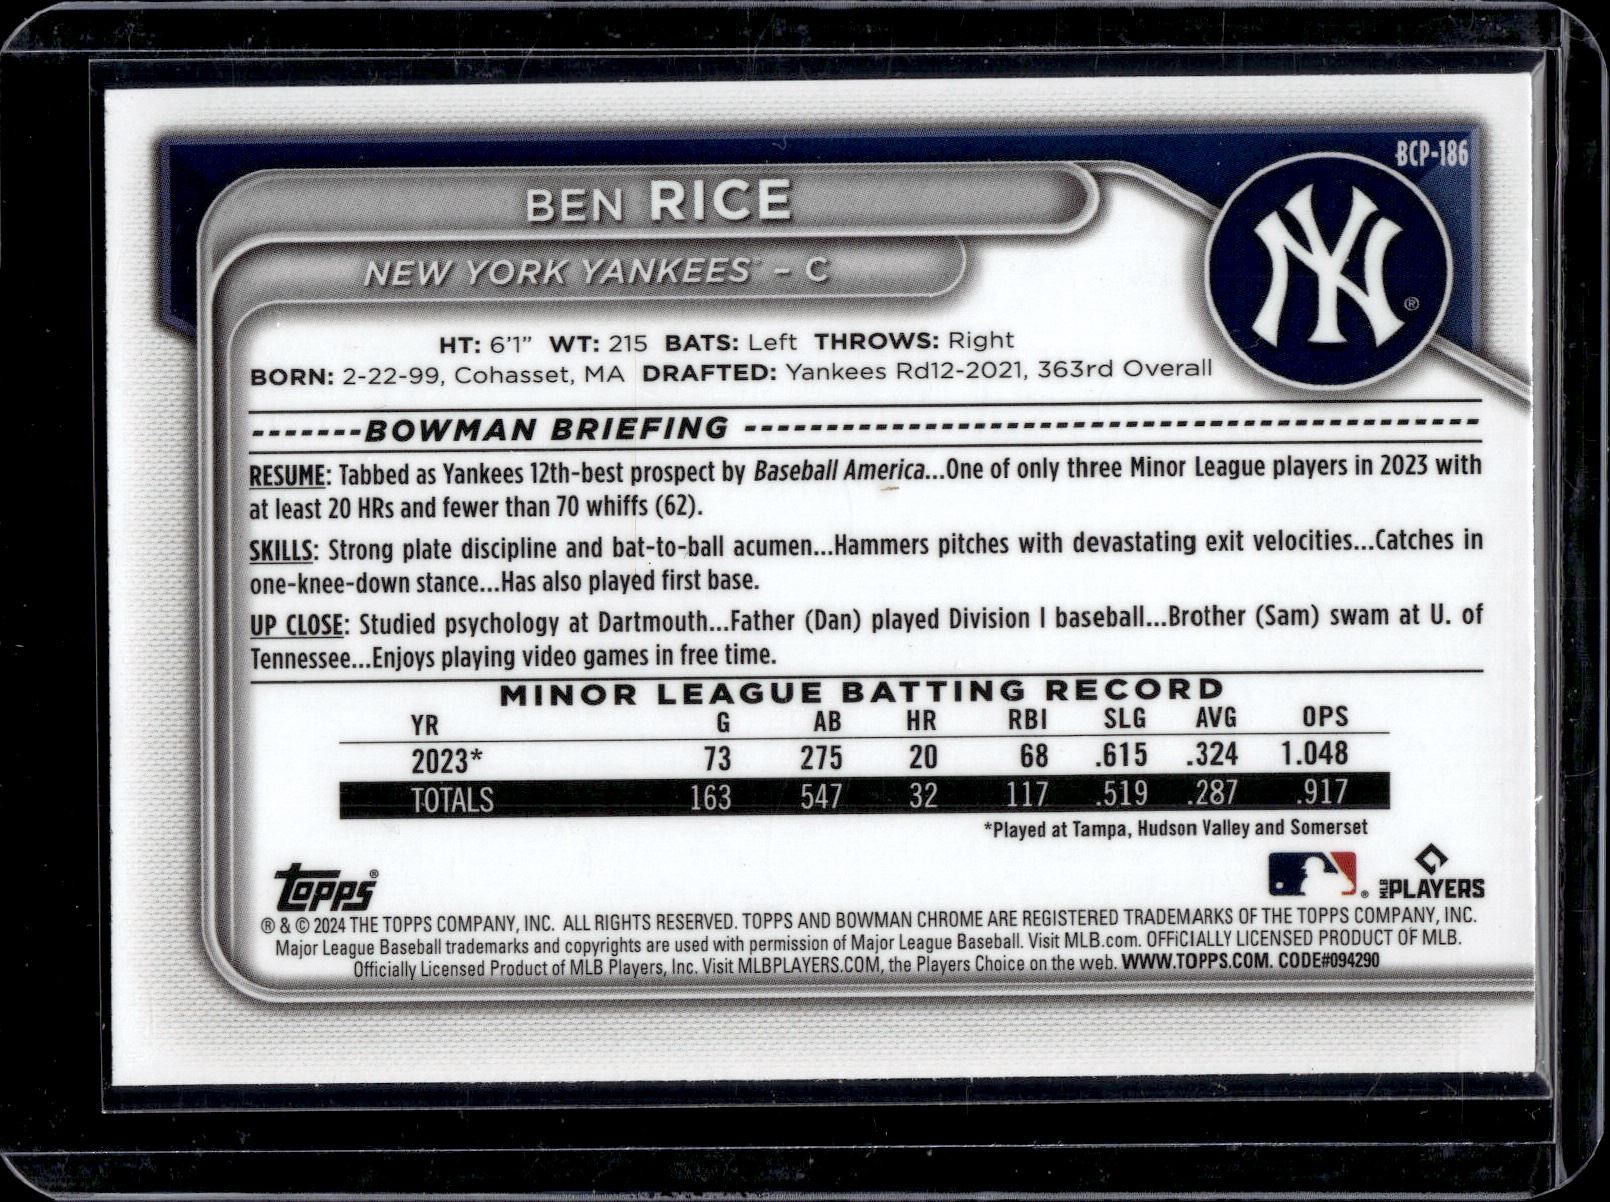 BCP-186
BEN RICE
NEW YORK YANKEES - C
NY ®
HT: 6'1" WT: 215 BATS: Left THROWS: Right
BORN: 2-22-99, Cohasset, MA DRAFTED: Yankees Rd12-2021, 363rd Overall
BOWMAN BRIEFING
RESUME: Tabbed as Yankees 12th-best prospect by Baseball America...One of only three Minor League players in 2023 with
at least 20 HRs and fewer than 70 whiffs (62).
SKILLS: Strong plate discipline and bat-to-ball acumen...Hammers pitches with devastating exit velocities...Catches in
one-knee-down stance...Has also played first base.
UP CLOSE: Studied psychology at Dartmouth...Father (Dan) played Division I baseball...Brother (Sam) swam at U. of
Tennessee...Enjoys playing video games in free time.
MINOR LEAGUE BATTING RECORD
YR G AB HR RBI SLG AVG OPS
2023* 73 275 20 68 .615 .324 1.048
TOTALS 163 547 32 117 .519 .287 .917
*Played at Tampa, Hudson Valley and Somerset
Topps® ® MLB PLAYERS
® & © 2024 THE TOPPS COMPANY, INC. ALL RIGHTS RESERVED. TOPPS AND BOWMAN CHROME ARE REGISTERED TRADEMARKS OF THE TOPPS COMPANY, INC.
Major League Baseball trademarks and copyrights are used with permission of Major League Baseball. Visit MLB.com. OFFiCIALLY LICENSED PRODUCT OF MLB.
Officially Licensed Product of MLB Players, Inc. Visit MLBPLAYERS.COM, the Players Choice on the web. WWW.TOPPS.COM. CODE#094290